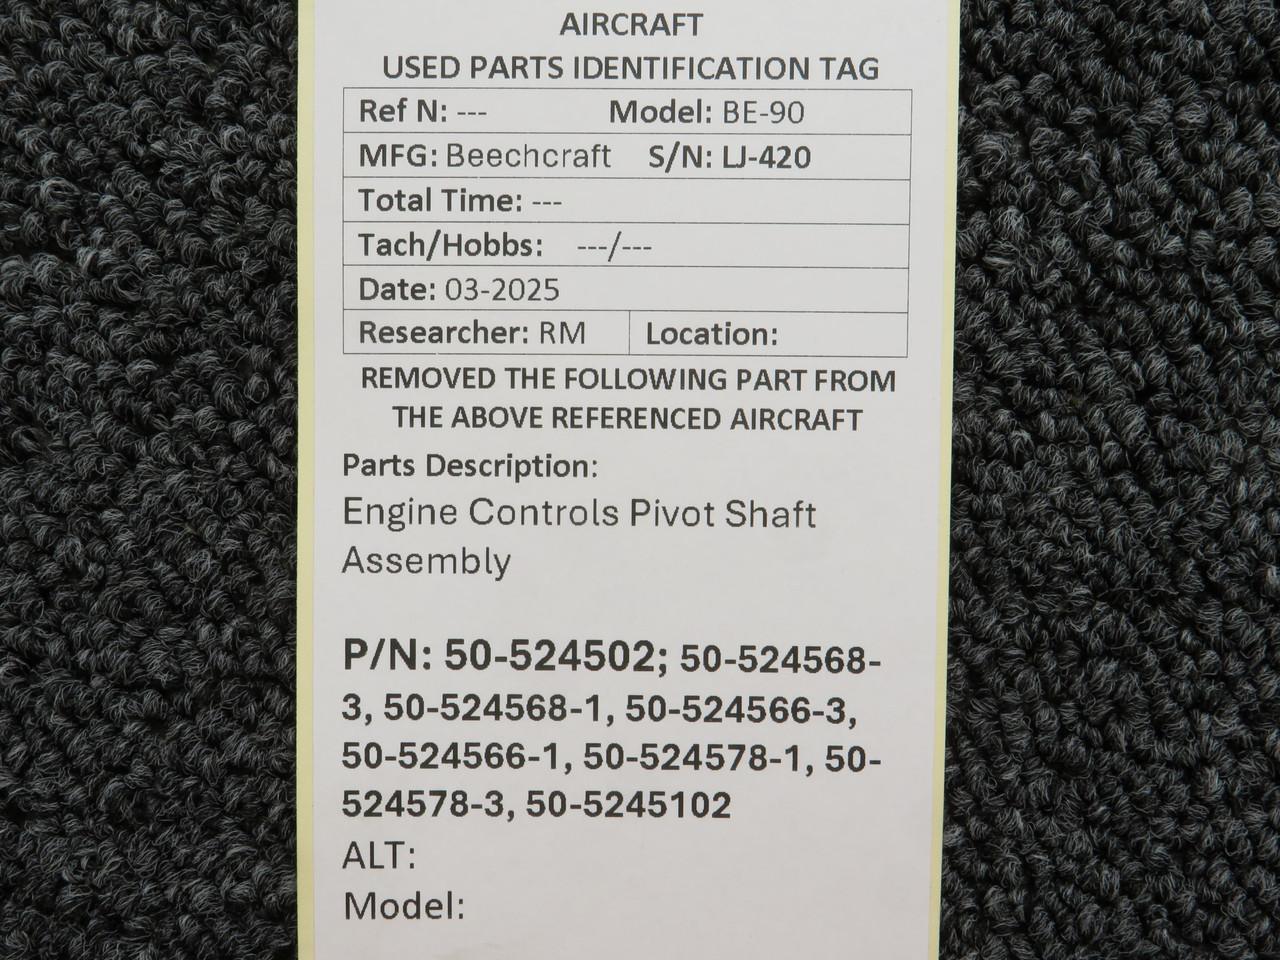 AIRCRAFT
USED PARTS IDENTIFICATION TAG
Ref N: --- Model: BE-90
MFG: Beechcraft S/N: LJ-420
Total Time: ---
Tach/Hobbs: ---/---
Date: 03-2025
Researcher: RM Location:
REMOVED THE FOLLOWING PART FROM
THE ABOVE REFERENCED AIRCRAFT
Parts Description:
Engine Controls Pivot Shaft
Assembly
P/N: 50-524502; 50-524568-
3, 50-524568-1, 50-524566-3,
50-524566-1, 50-524578-1, 50-
524578-3, 50-5245102
ALT:
Model: